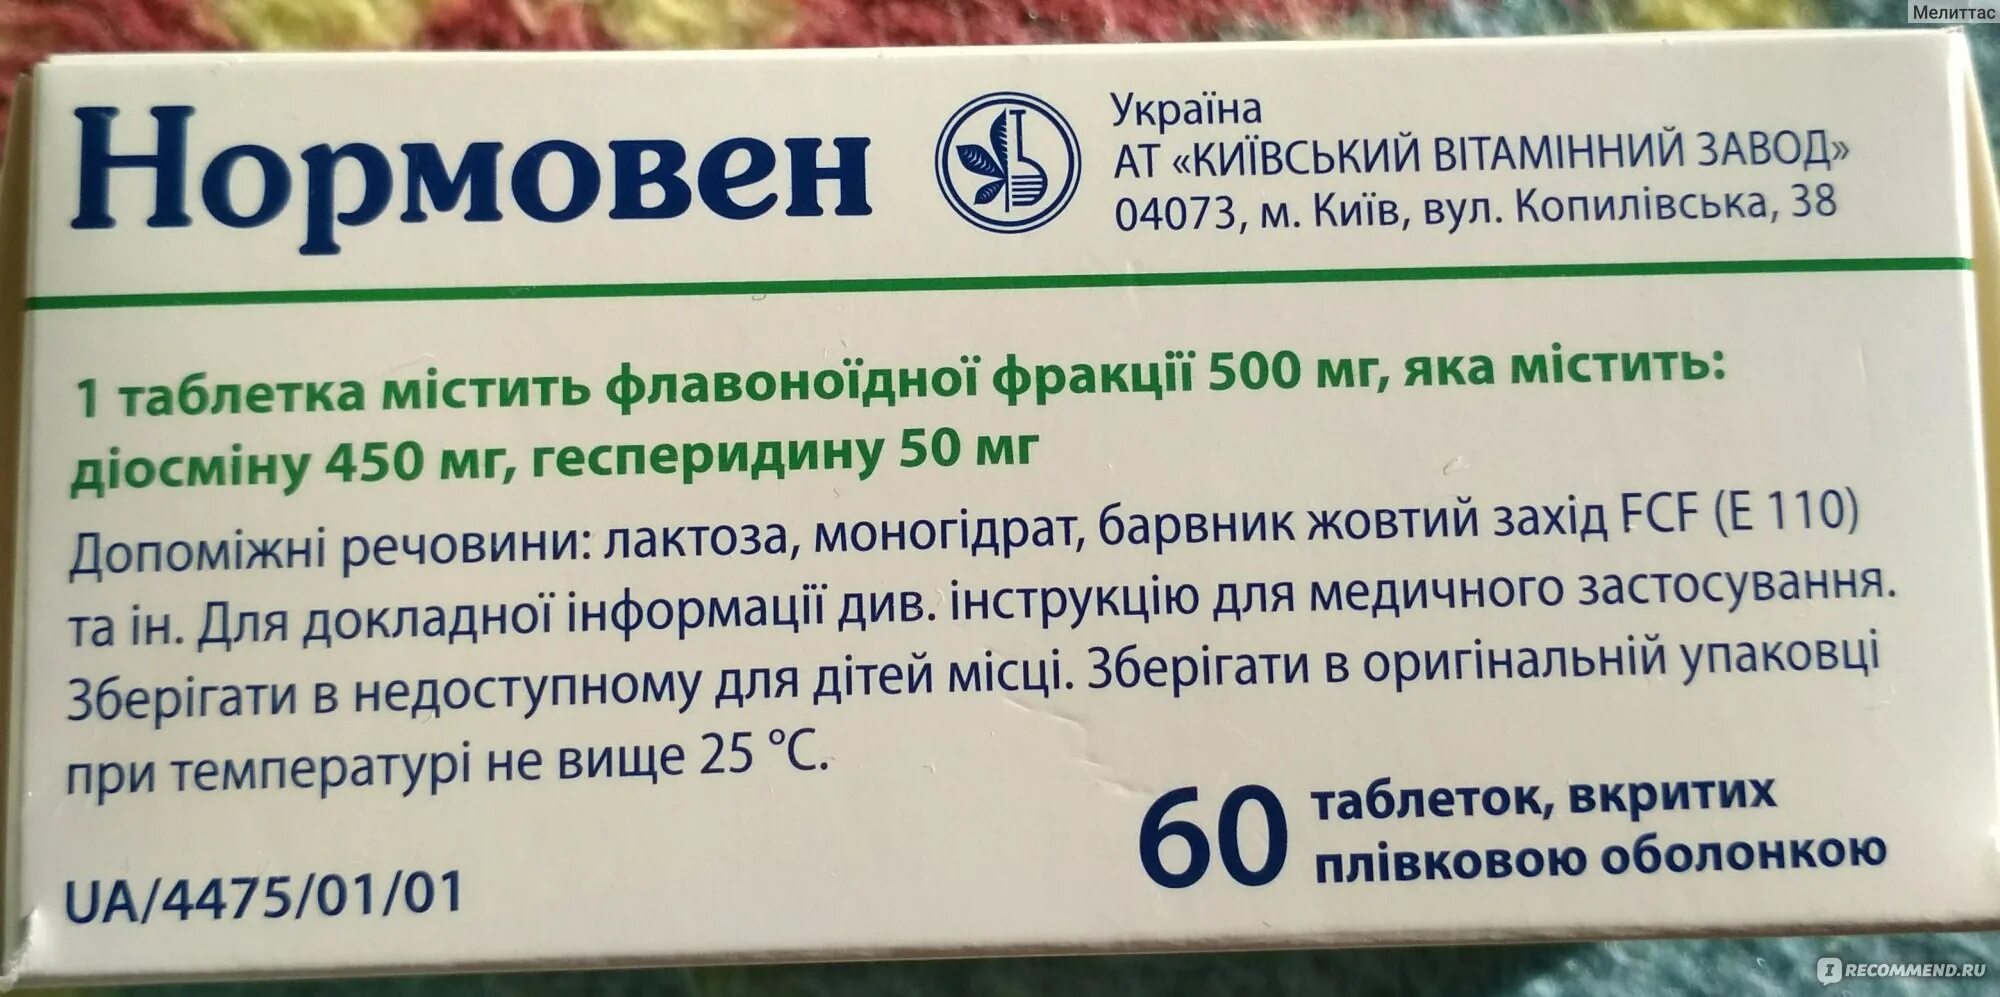 Мелиттас
Нормовен
Україна
АТ «КИЇВСЬКИЙ ВІТАМІННИЙ ЗАВОД»
04073, м. Київ, вул. Копилівська, 38
1 таблетка містить флавоноїдної фракції 500 мг, яка містить:
діосміну 450 мг, гесперидину 50 мг
Допоміжні речовини: лактоза, моногідрат, барвник жовтий захід FCF (E 110)
та ін. Для докладної інформації див. інструкцію для медичного застосування.
Зберігати в недоступному для дітей місці. Зберігати в оригінальній упаковці
при температурі не вище 25 °C.
60 таблеток, вкритих
плівковою оболонкою
UA/4475/01/01
IRECOMMEND.RU